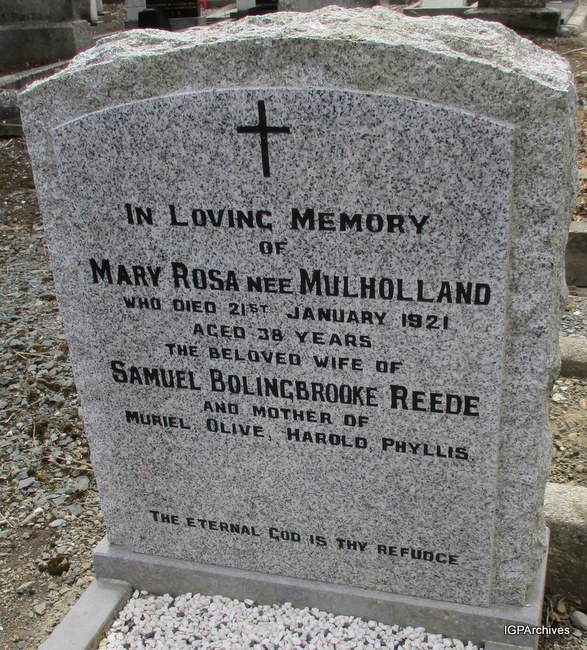 IN LOVING MEMORY
OF
MARY ROSA NEE MULHOLLAND
WHO DIED 21ST JANUARY 1921
AGED 38 YEARS
THE BELOVED WIFE OF
SAMUEL BOLINGBROOKE REEDE
AND MOTHER OF
MURIEL, OLIVE, HAROLD, PHYLLIS.
THE ETERNAL GOD IS THY REFUDGE
IGPArchives